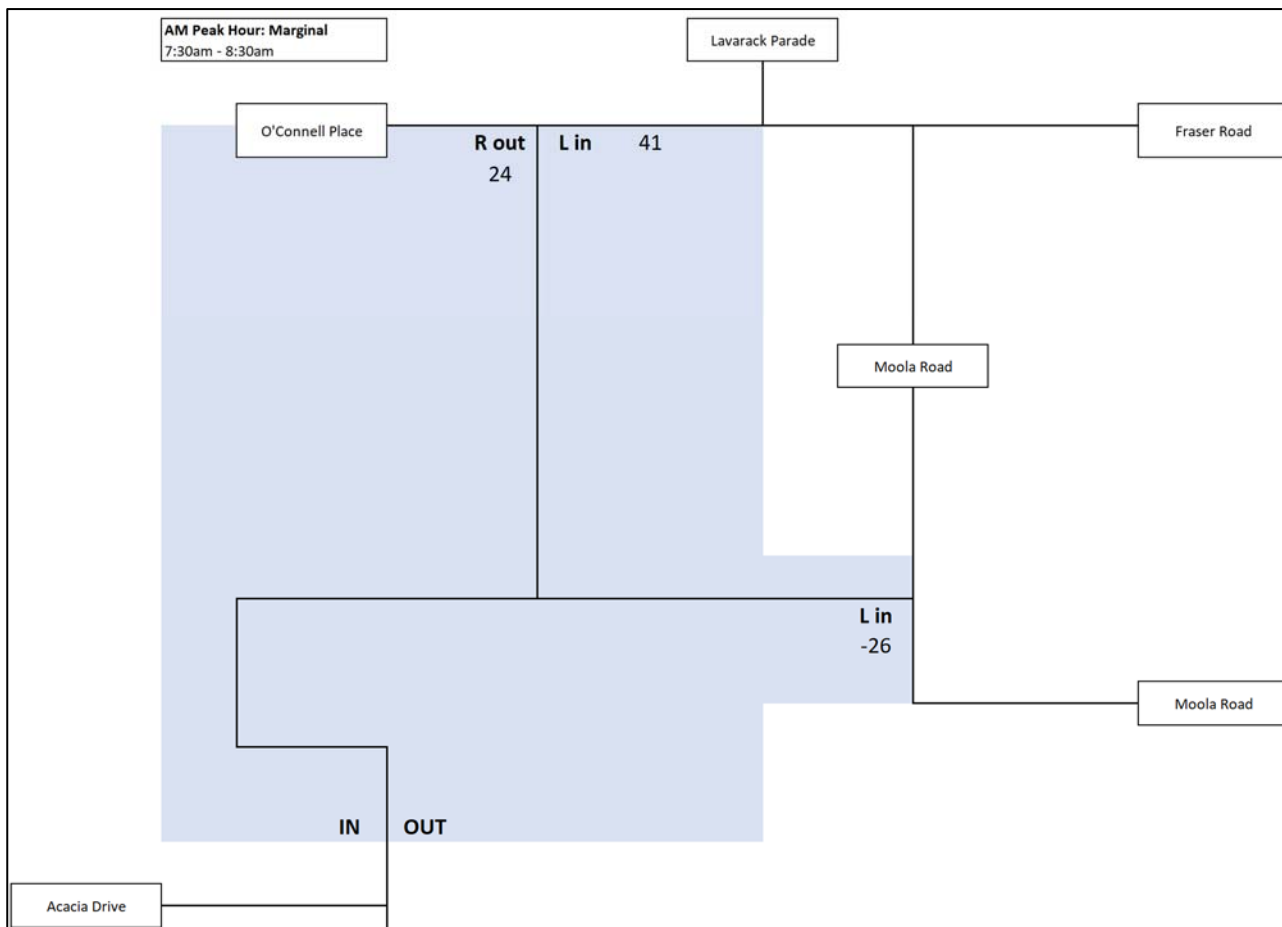 AM Peak Hour: Marginal
7:30am - 8:30am
Lavarack Parade
O'Connell Place
Fraser Road
R out
L in
41
24
Moola Road
L in
-26
Moola Road
IN
OUT
Acacia Drive